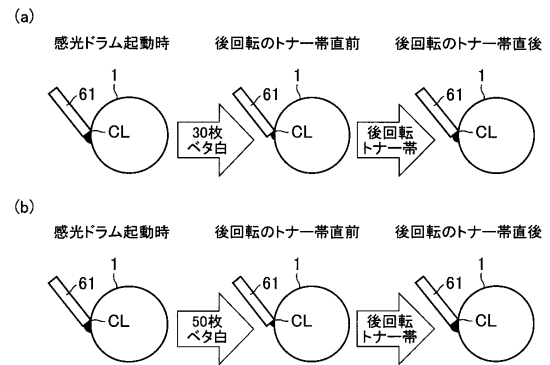 (a)
感光ドラム起動時
後回転のトナー帯直前
後回転のトナー帯直後
61
1
CL
30枚
ベタ白
61
1
CL
後回転
トナー帯
61
1
CL
(b)
感光ドラム起動時
後回転のトナー帯直前
後回転のトナー帯直後
61
1
CL
50枚
ベタ白
61
1
CL
後回転
トナー帯
61
1
CL